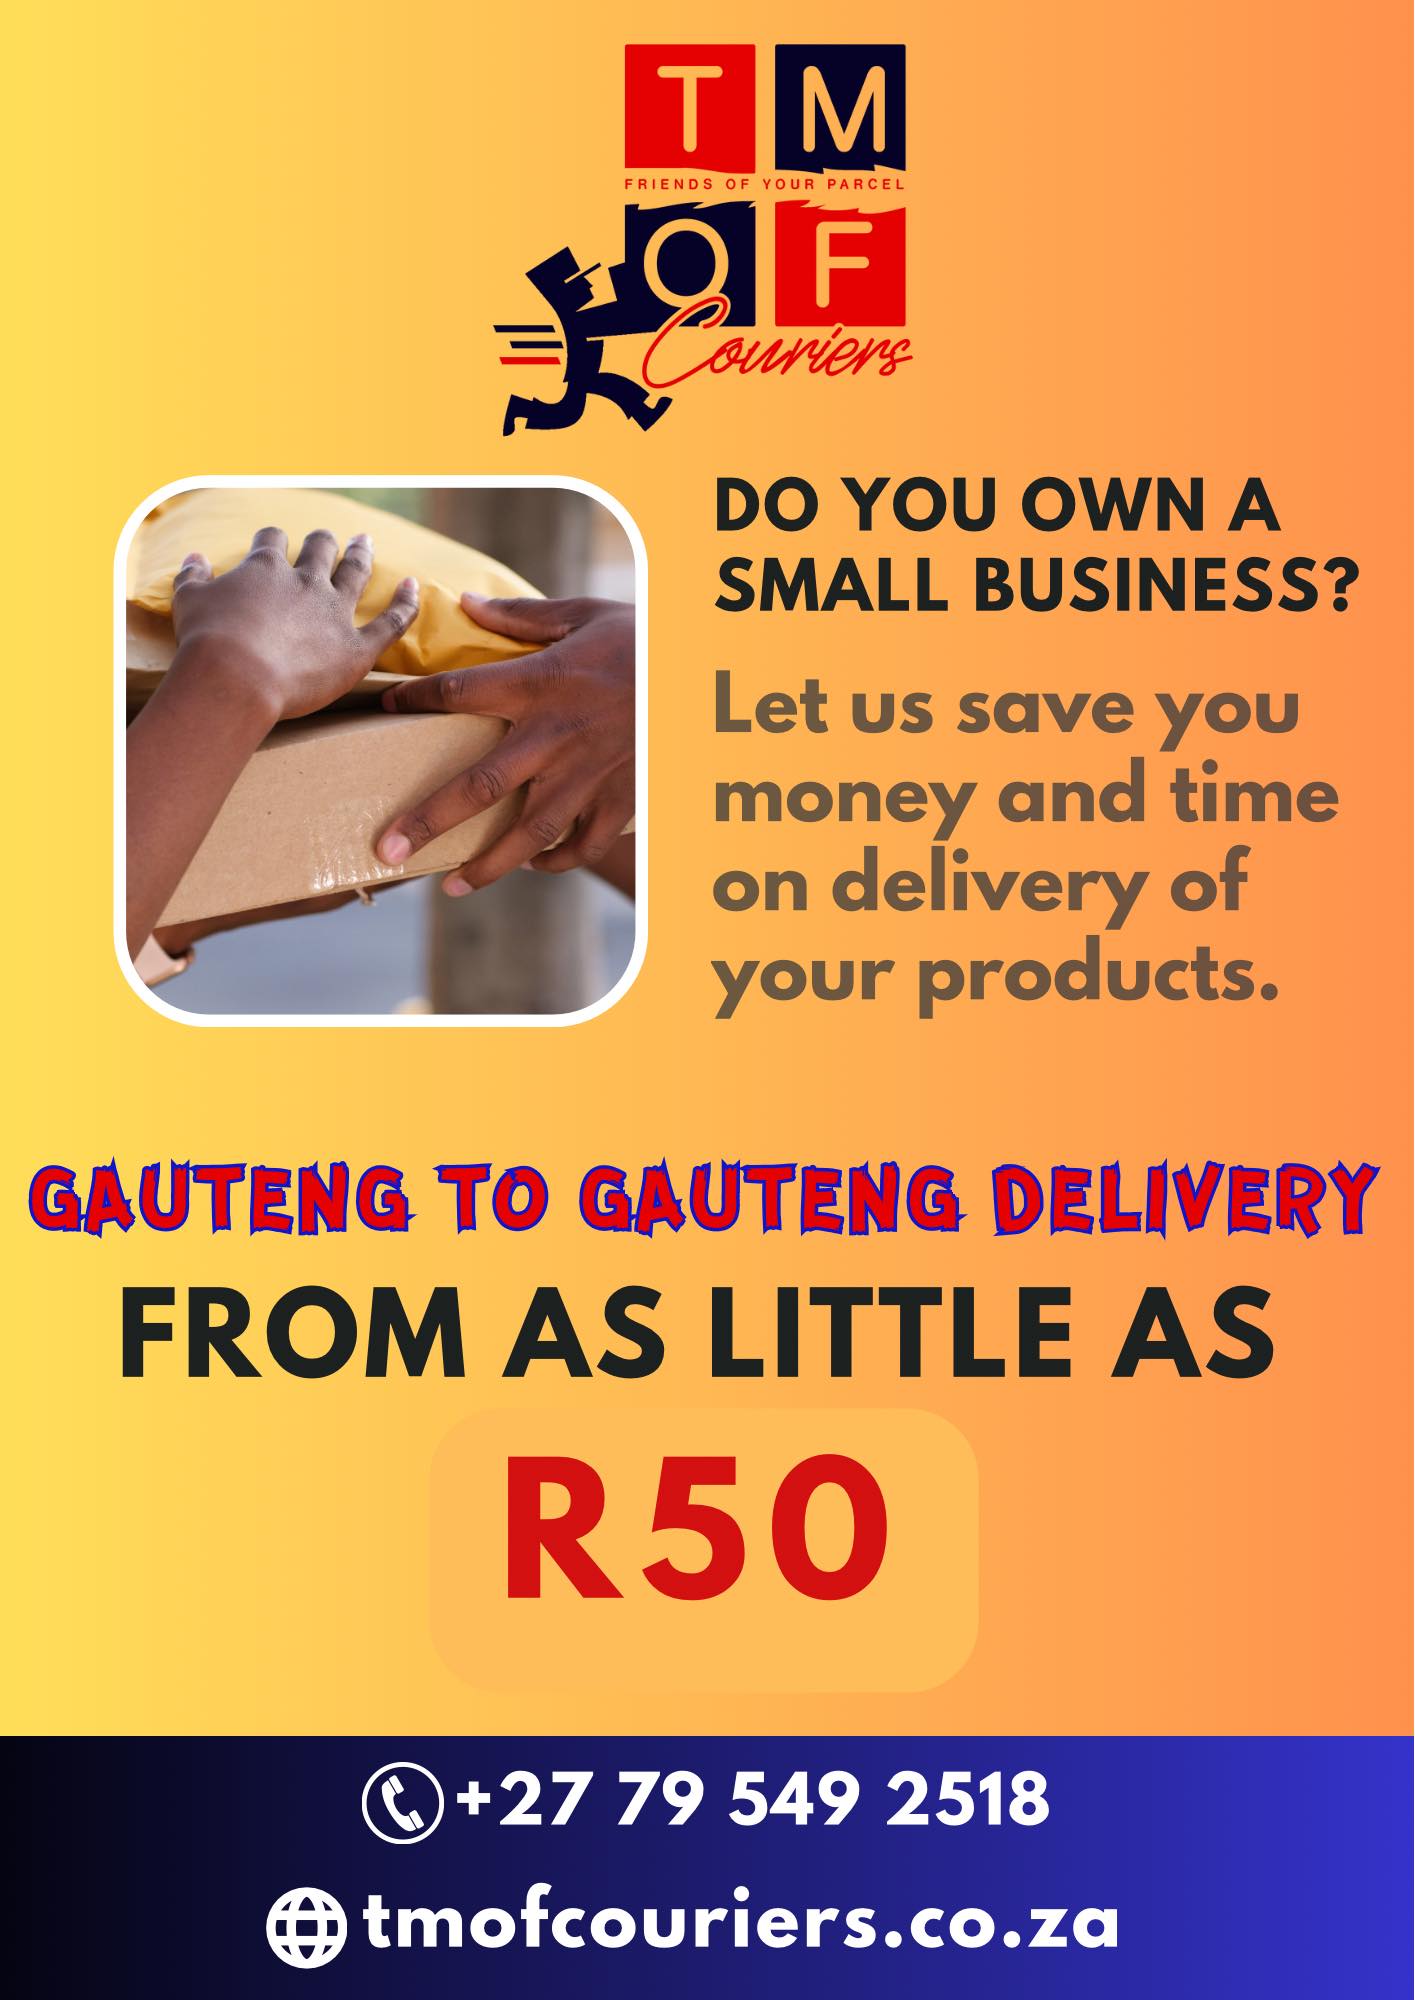 T M
FRIENDS OF YOUR PARCEL
O F
Couriers
DO YOU OWN A
SMALL BUSINESS?
Let us save you
money and time
on delivery of
your products.
GAUTENG TO GAUTENG DELIVERY
FROM AS LITTLE AS
R50
+27 79 549 2518
tmofcouriers.co.za